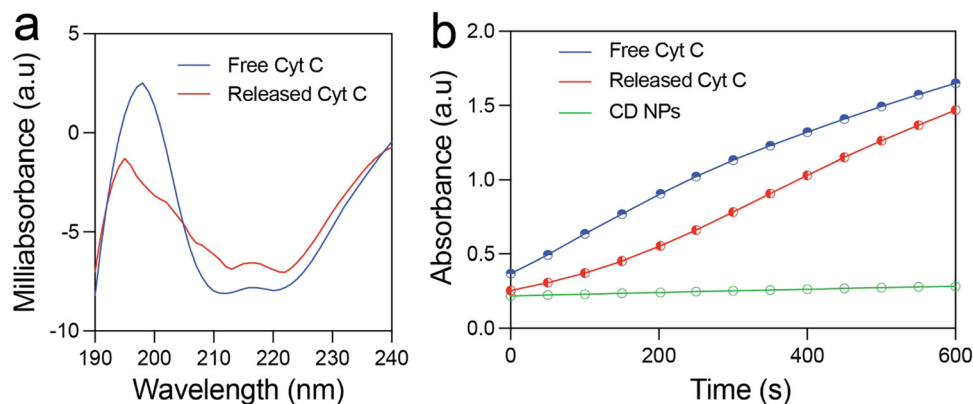 a
Milliabsorbance (a.u)
5
0
-5
-10
Free Cyt C
Released Cyt C
190 200 210 220 230 240
Wavelength (nm)
b
Absorbance (a.u)
2.0
1.5
1.0
0.5
0.0
Free Cyt C
Released Cyt C
CD NPs
0 200 400 600
Time (s)